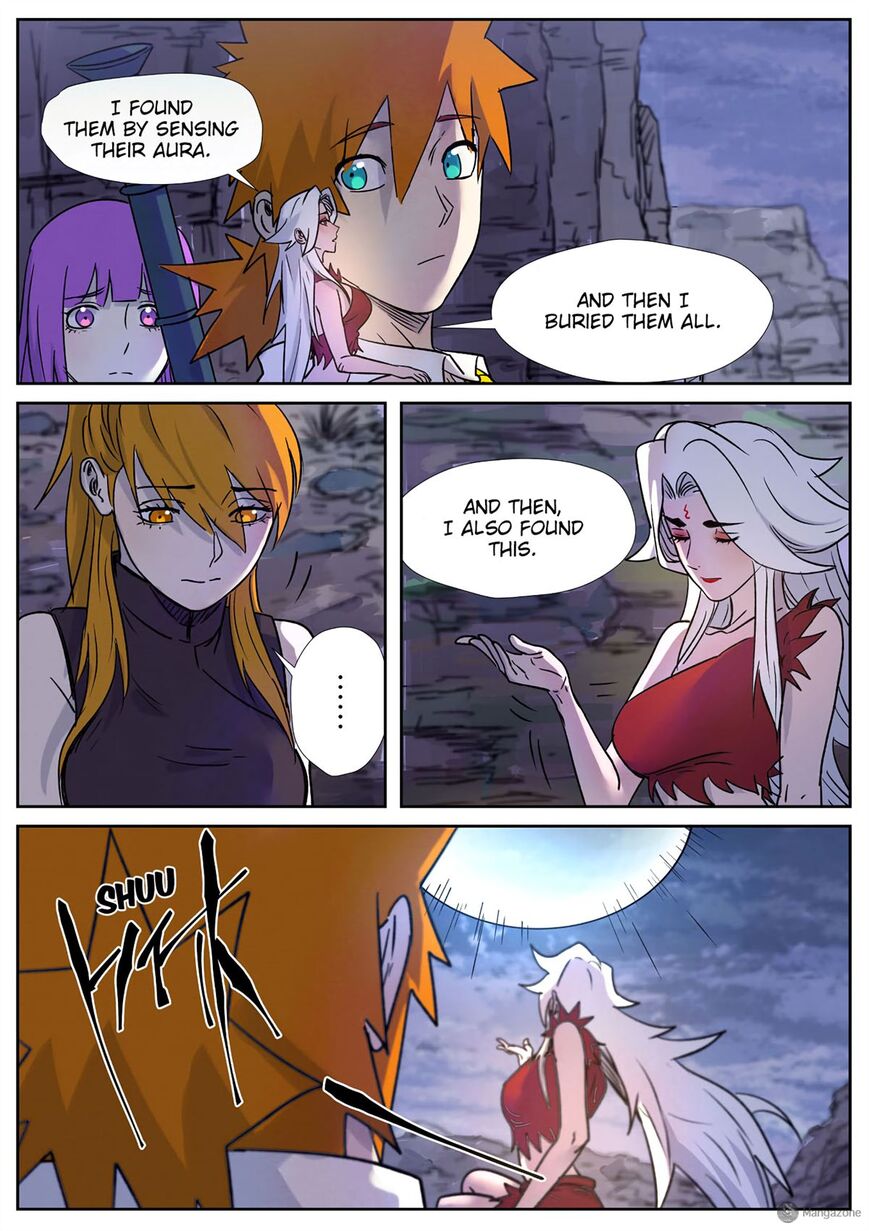 I FOUND
THEM BY SENSING
THEIR AURA.
AND THEN I
BURIED THEM ALL.
......
AND THEN,
I ALSO FOUND
THIS.
SHUU
Mangazone